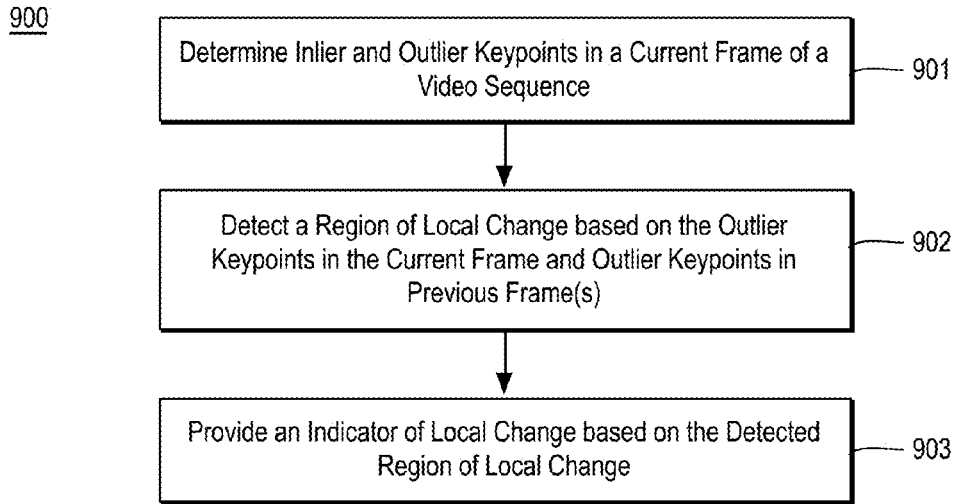 900
Determine Inlier and Outlier Keypoints in a Current Frame of a
Video Sequence
901
Detect a Region of Local Change based on the Outlier
Keypoints in the Current Frame and Outlier Keypoints in
Previous Frame(s)
902
Provide an Indicator of Local Change based on the Detected
Region of Local Change
903